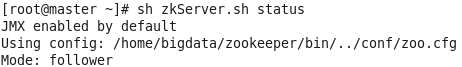 [root@master ~]# sh zkServer.sh status
JMX enabled by default
Using config: /home/bigdata/zookeeper/bin/../conf/zoo.cfg
Mode: follower